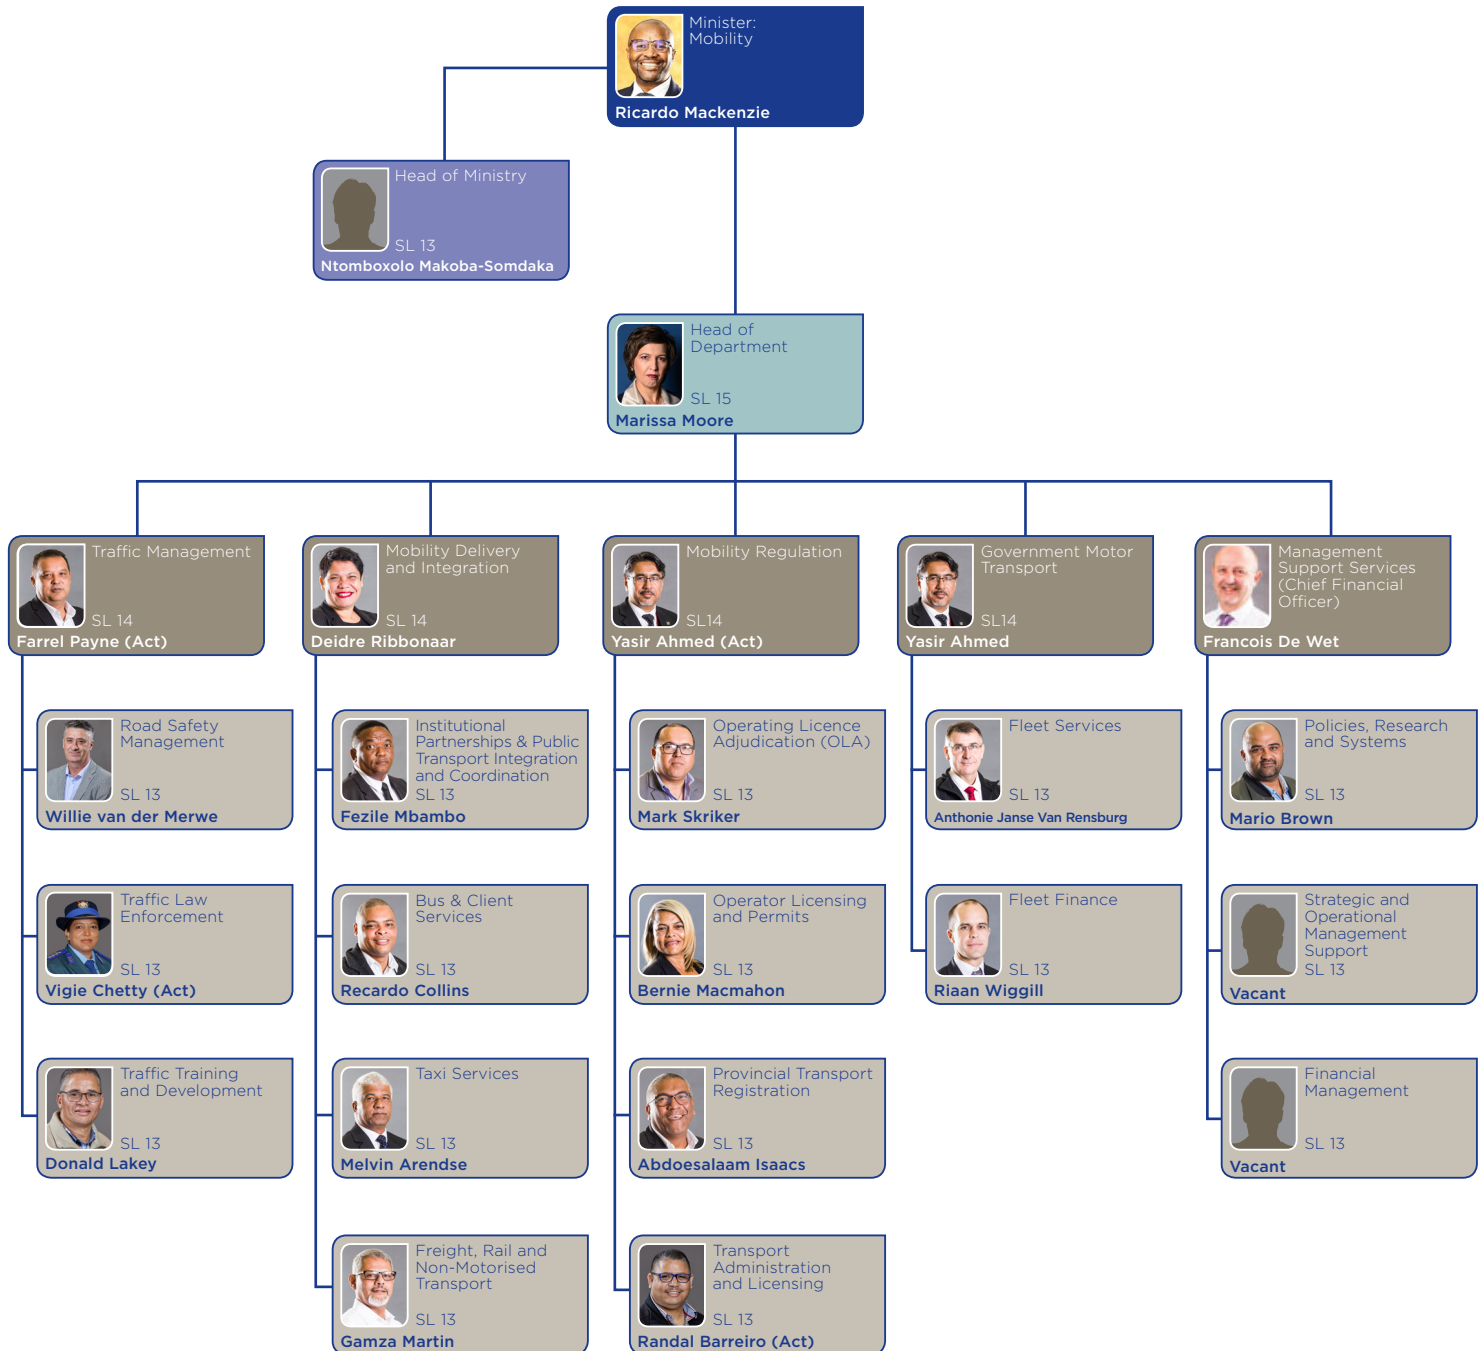 Minister:
Mobility
Ricardo Mackenzie
Head of Ministry
SL 13
Ntomboxolo Makoba-Somdaka
Head of
Department
SL 15
Marissa Moore
Traffic Management
SL 14
Farrel Payne (Act)
Mobility Delivery
and Integration
SL 14
Deidre Ribbonaar
Mobility Regulation
SL14
Yasir Ahmed (Act)
Government Motor
Transport
SL14
Yasir Ahmed
Management
Support Services
(Chief Financial
Officer)
Francois De Wet
Road Safety
Management
SL 13
Willie van der Merwe
Institutional
Partnerships & Public
Transport Integration
and Coordination
SL 13
Fezile Mbambo
Operating Licence
Adjudication (OLA)
SL 13
Mark Skriker
Fleet Services
SL 13
Anthonie Janse Van Rensburg
Policies, Research
and Systems
SL 13
Mario Brown
Traffic Law
Enforcement
SL 13
Vigie Chetty (Act)
Bus & Client
Services
SL 13
Recardo Collins
Operator Licensing
and Permits
SL 13
Bernie Macmahon
Fleet Finance
SL 13
Riaan Wiggill
Strategic and
Operational
Management
Support
SL 13
Vacant
Traffic Training
and Development
SL 13
Donald Lakey
Taxi Services
SL 13
Melvin Arendse
Provincial Transport
Registration
SL 13
Abdoesalaam Isaacs
Financial
Management
SL 13
Vacant
Freight, Rail and
Non-Motorised
Transport
SL 13
Gamza Martin
Transport
Administration
and Licensing
SL 13
Randal Barreiro (Act)